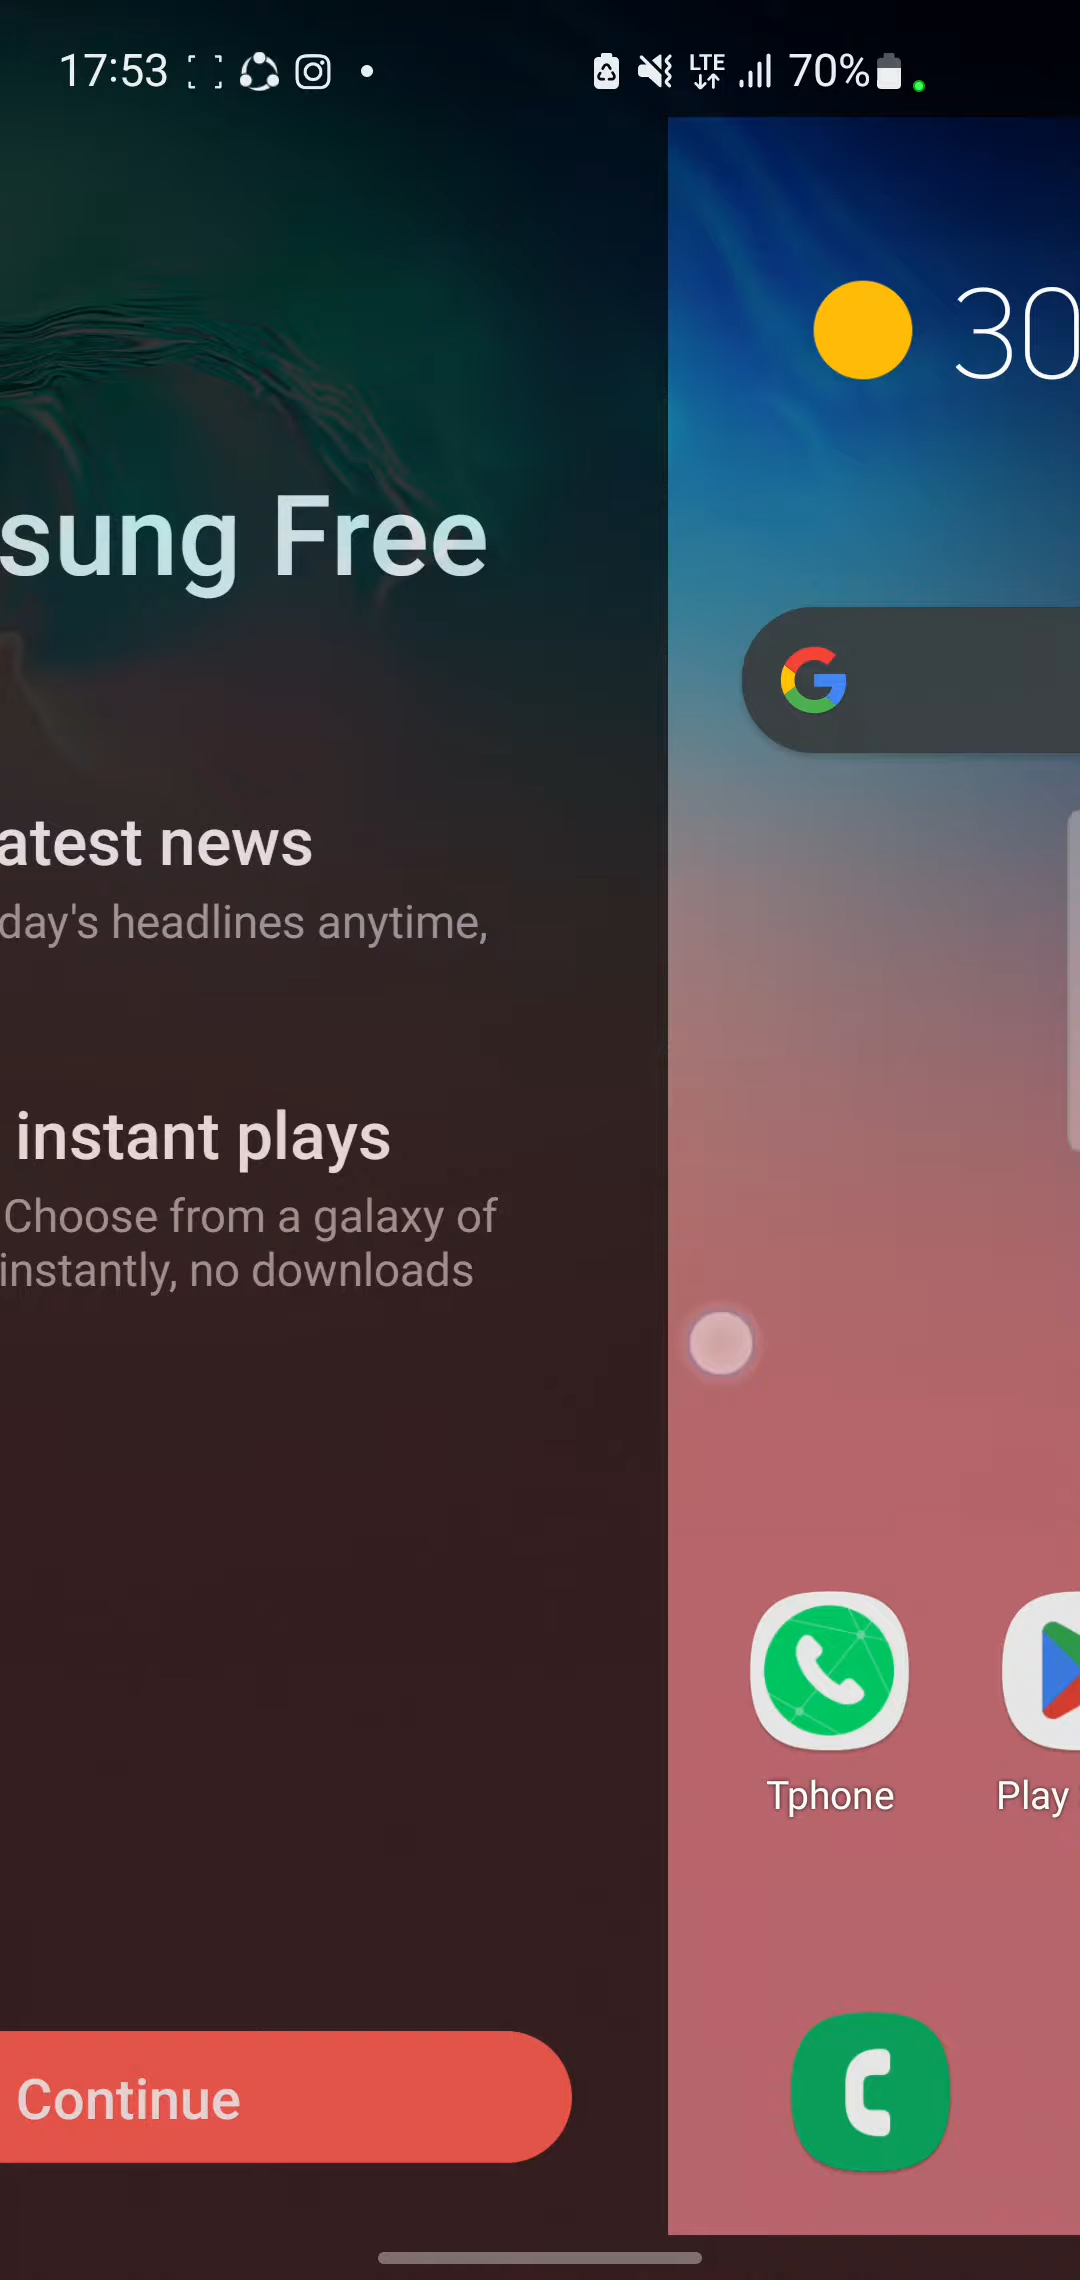 17:53
LTE
70%
30
sung Free
atest news
day's headlines anytime,
instant plays
Choose from a galaxy of
instantly, no downloads
Tphone
Play
Continue